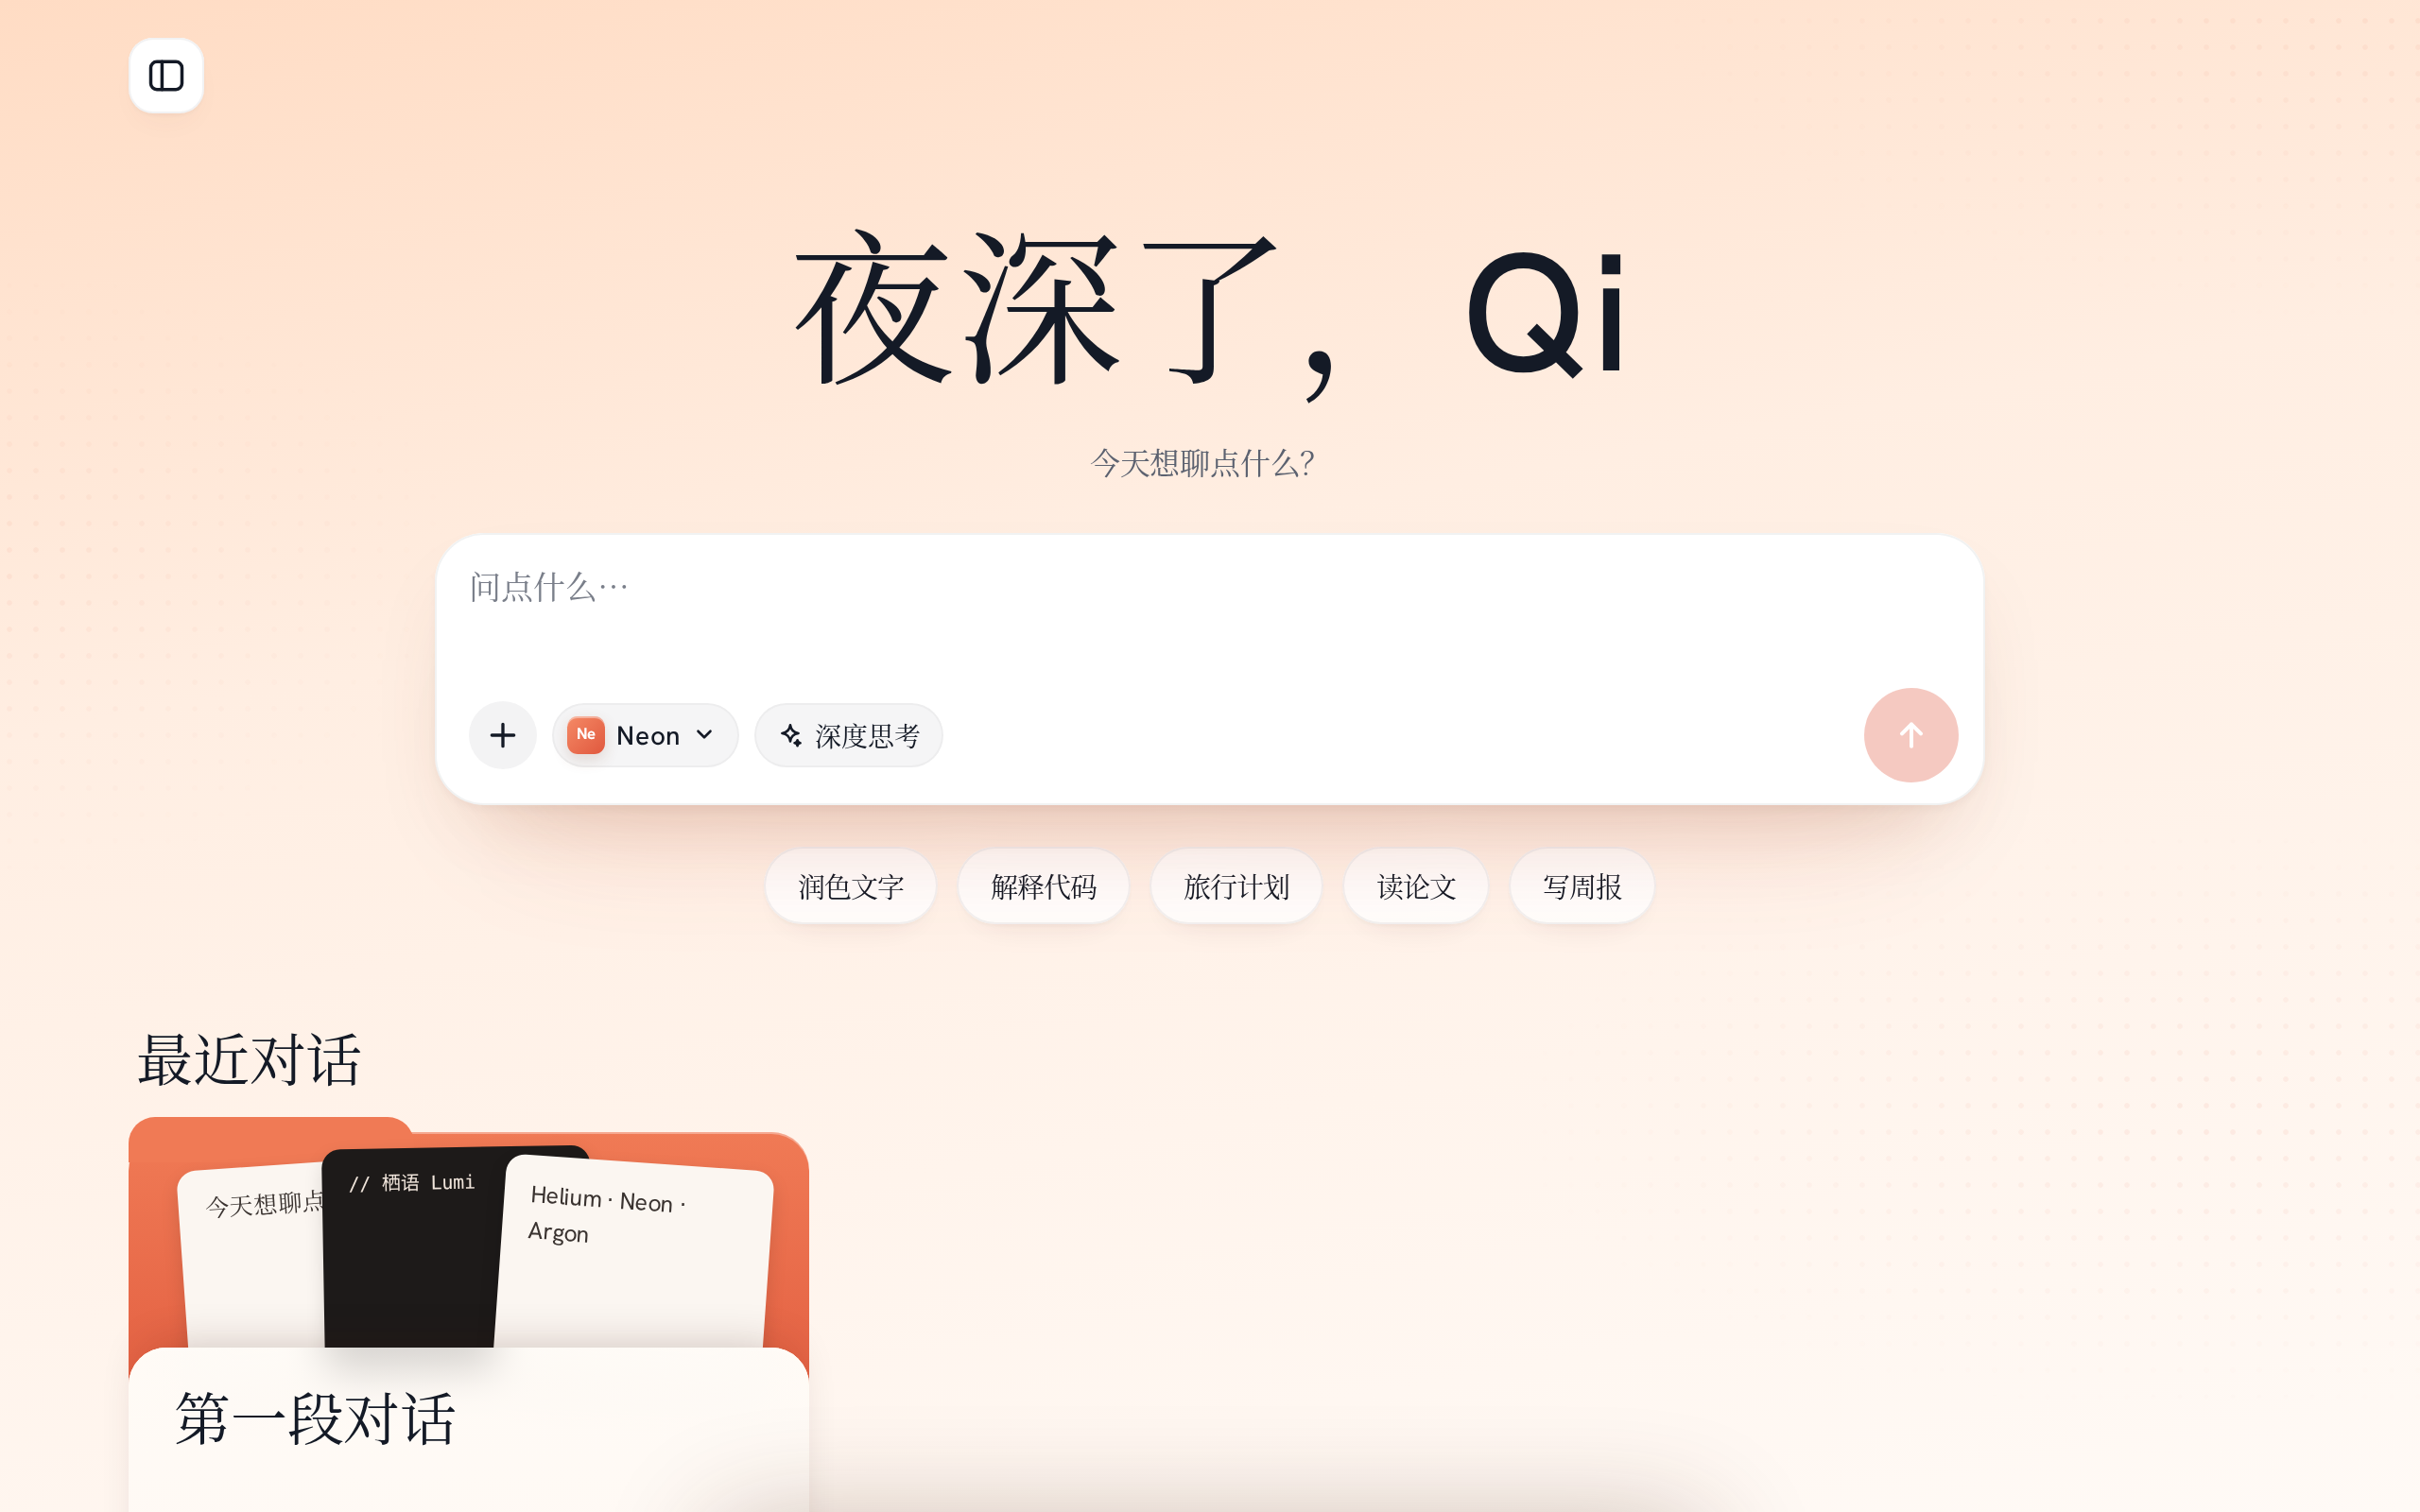 夜深了，Qi
今天想聊点什么？
问点什么…
Ne Neon 深度思考
润色文字 解释代码 旅行计划 读论文 写周报
最近对话
今天想聊点
// 栖语 Lumi
Helium · Neon ·
Argon
第一段对话